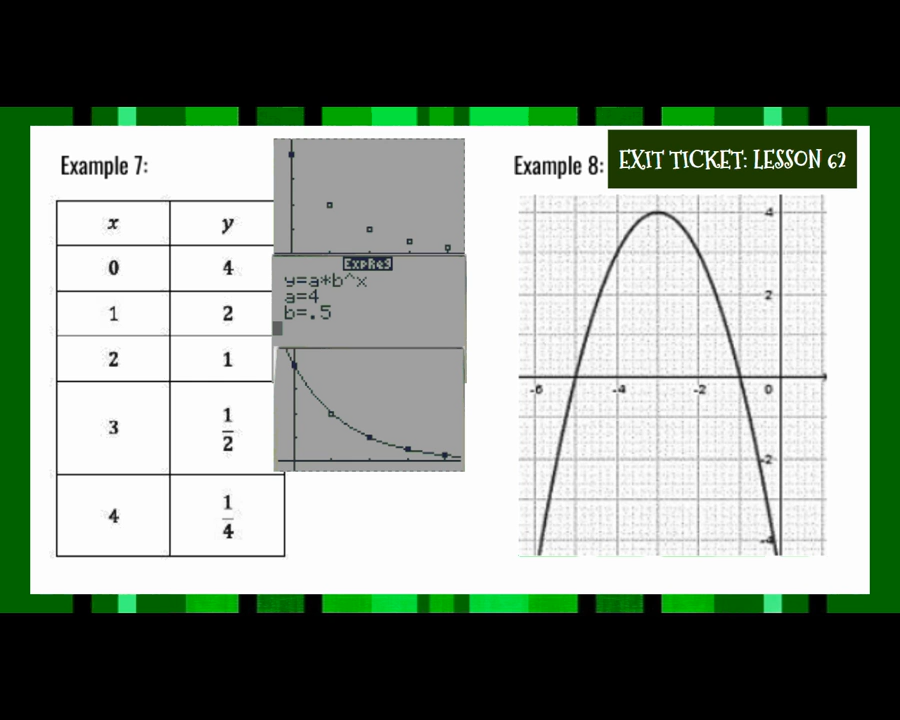 Example 7:
x y
0 4
1 2
2 1
3 1/2
4 1/4
ExpReg
y=a*b^x
a=4
b=.5
Example 8:
EXIT TICKET: LESSON 62
4
2
-6 -4 -2 0
-2
-4